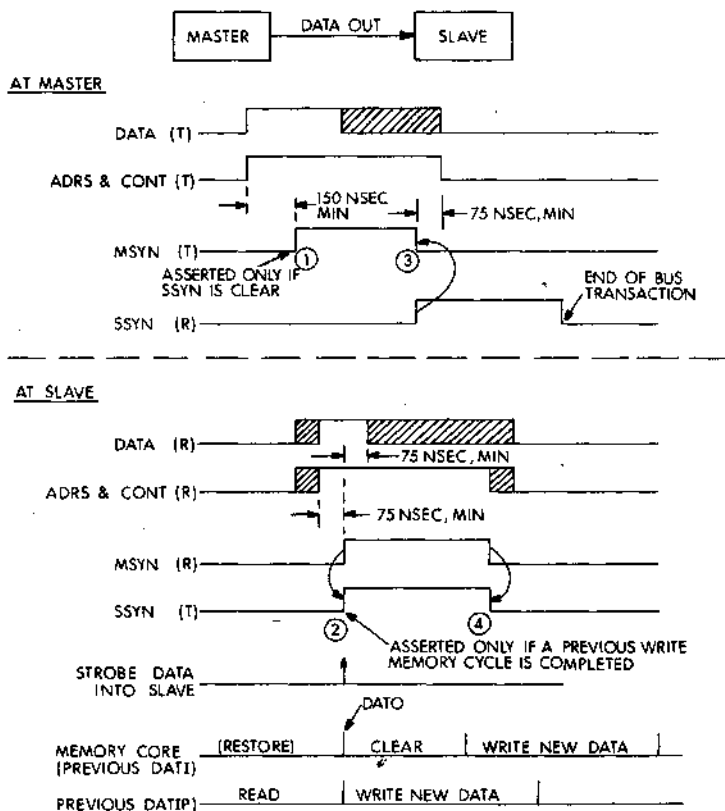 MASTER DATA OUT SLAVE
AT MASTER
DATA (T)
ADRS & CONT (T)
150 NSEC
MIN
75 NSEC, MIN
MSYN (T)
1
3
ASSERTED ONLY IF
SSYN IS CLEAR
END OF BUS
TRANSACTION
SSYN (R)
AT SLAVE
DATA (R)
75 NSEC, MIN
ADRS & CONT (R)
75 NSEC, MIN
MSYN (R)
SSYN (T)
2
4
ASSERTED ONLY IF A PREVIOUS WRITE
MEMORY CYCLE IS COMPLETED
STROBE DATA
INTO SLAVE
DATO
MEMORY CORE (RESTORE) CLEAR WRITE NEW DATA
(PREVIOUS DATI)
PREVIOUS DATIP) READ WRITE NEW DATA